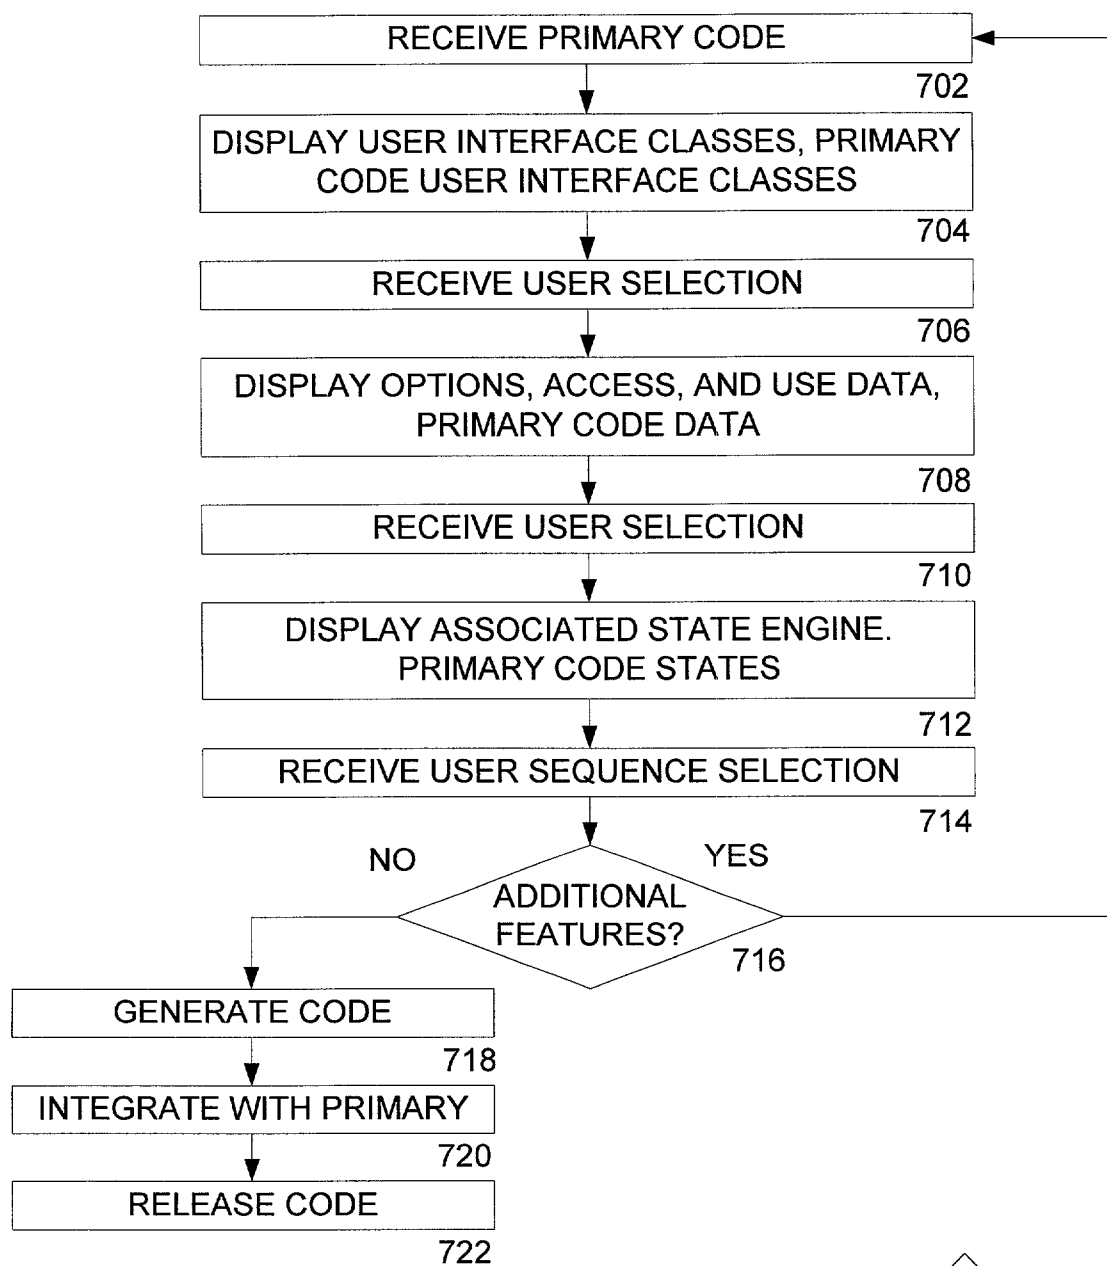 RECEIVE PRIMARY CODE
702
DISPLAY USER INTERFACE CLASSES, PRIMARY
CODE USER INTERFACE CLASSES
704
RECEIVE USER SELECTION
706
DISPLAY OPTIONS, ACCESS, AND USE DATA,
PRIMARY CODE DATA
708
RECEIVE USER SELECTION
710
DISPLAY ASSOCIATED STATE ENGINE.
PRIMARY CODE STATES
712
RECEIVE USER SEQUENCE SELECTION
714
NO
YES
ADDITIONAL
FEATURES?
716
GENERATE CODE
718
INTEGRATE WITH PRIMARY
720
RELEASE CODE
722